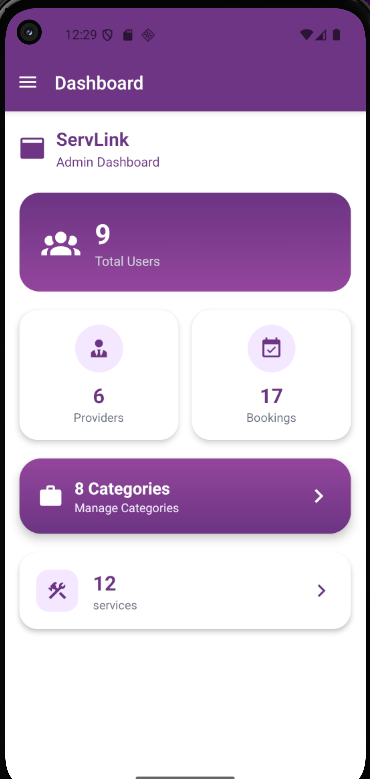 12:29
Dashboard
ServLink
Admin Dashboard
9
Total Users
6
Providers
17
Bookings
8 Categories
Manage Categories
12
services